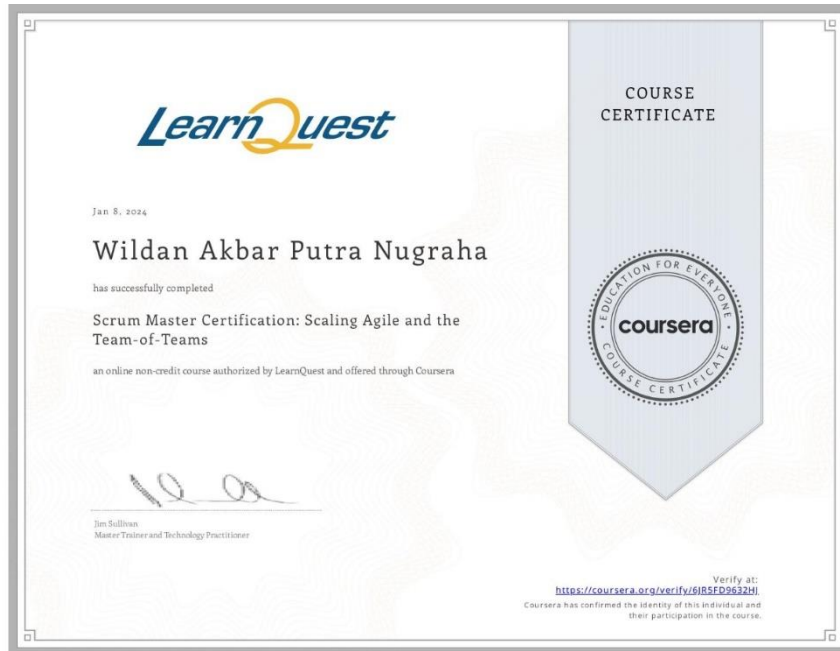 LearnQuest
COURSE
CERTIFICATE
Jan 8, 2024
Wildan Akbar Putra Nugraha
has successfully completed
Scrum Master Certification: Scaling Agile and the
Team-of-Teams
an online non-credit course authorized by LearnQuest and offered through Coursera
EDUCATION FOR EVERYONE
coursera
COURSE CERTIFICATE
Jim Sullivan
Master Trainer and Technology Practitioner
Verify at:
https://coursera.org/verify/6JR5FD9632HJ
Coursera has confirmed the identity of this individual and
their participation in the course.